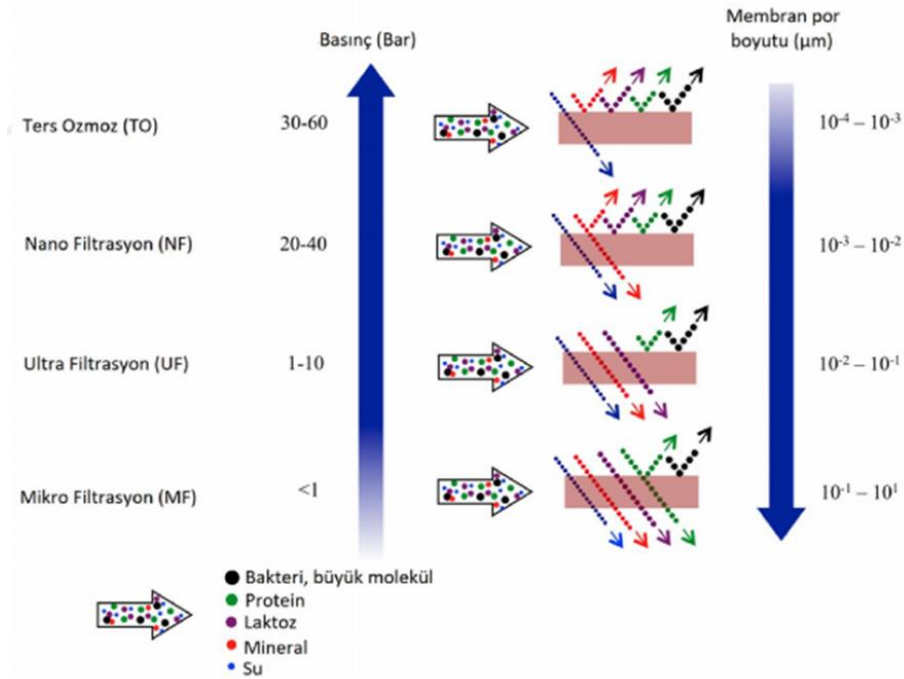 Basınç (Bar)
Membran por
boyutu (µm)
Ters Ozmoz (TO)
30-60
10⁻⁴ – 10⁻³
Nano Filtrasyon (NF)
20-40
10⁻³ – 10⁻²
Ultra Filtrasyon (UF)
1-10
10⁻² – 10⁻¹
Mikro Filtrasyon (MF)
<1
10⁻¹ – 10¹
Bakteri, büyük molekül
Protein
Laktoz
Mineral
Su